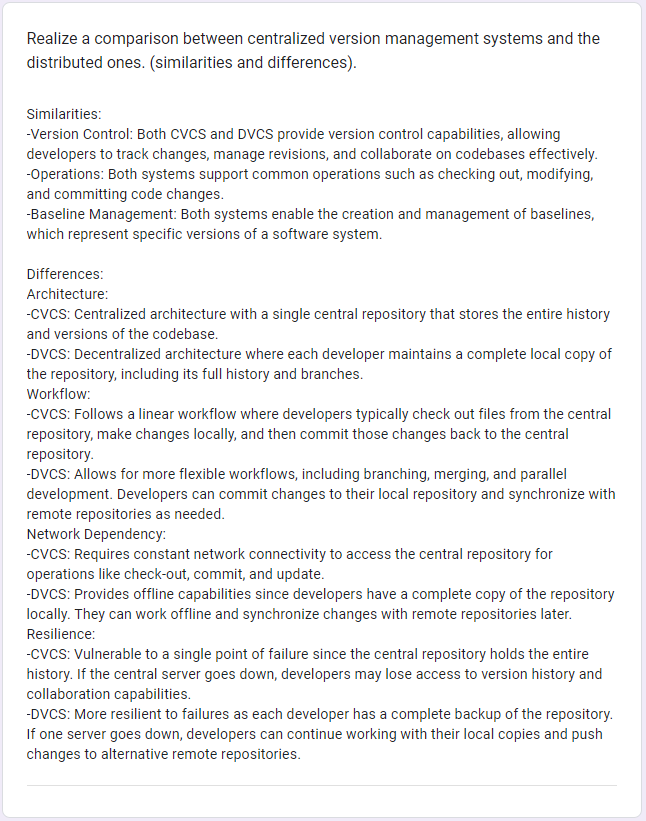 Realize a comparison between centralized version management systems and the
distributed ones. (similarities and differences).
Similarities:
-Version Control: Both CVCS and DVCS provide version control capabilities, allowing
developers to track changes, manage revisions, and collaborate on codebases effectively.
-Operations: Both systems support common operations such as checking out, modifying,
and committing code changes.
-Baseline Management: Both systems enable the creation and management of baselines,
which represent specific versions of a software system.
Differences:
Architecture:
-CVCS: Centralized architecture with a single central repository that stores the entire history
and versions of the codebase.
-DVCS: Decentralized architecture where each developer maintains a complete local copy of
the repository, including its full history and branches.
Workflow:
-CVCS: Follows a linear workflow where developers typically check out files from the central
repository, make changes locally, and then commit those changes back to the central
repository.
-DVCS: Allows for more flexible workflows, including branching, merging, and parallel
development. Developers can commit changes to their local repository and synchronize with
remote repositories as needed.
Network Dependency:
-CVCS: Requires constant network connectivity to access the central repository for
operations like check-out, commit, and update.
-DVCS: Provides offline capabilities since developers have a complete copy of the repository
locally. They can work offline and synchronize changes with remote repositories later.
Resilience:
-CVCS: Vulnerable to a single point of failure since the central repository holds the entire
history. If the central server goes down, developers may lose access to version history and
collaboration capabilities.
-DVCS: More resilient to failures as each developer has a complete backup of the repository.
If one server goes down, developers can continue working with their local copies and push
changes to alternative remote repositories.